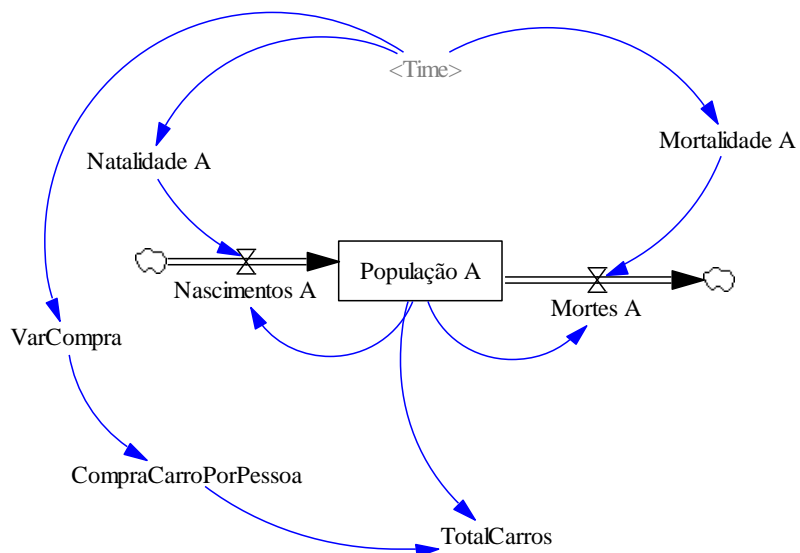 <Time>
Natalidade A
Mortalidade A
População A
Nascimentos A
Mortes A
VarCompra
CompraCarroPorPessoa
TotalCarros